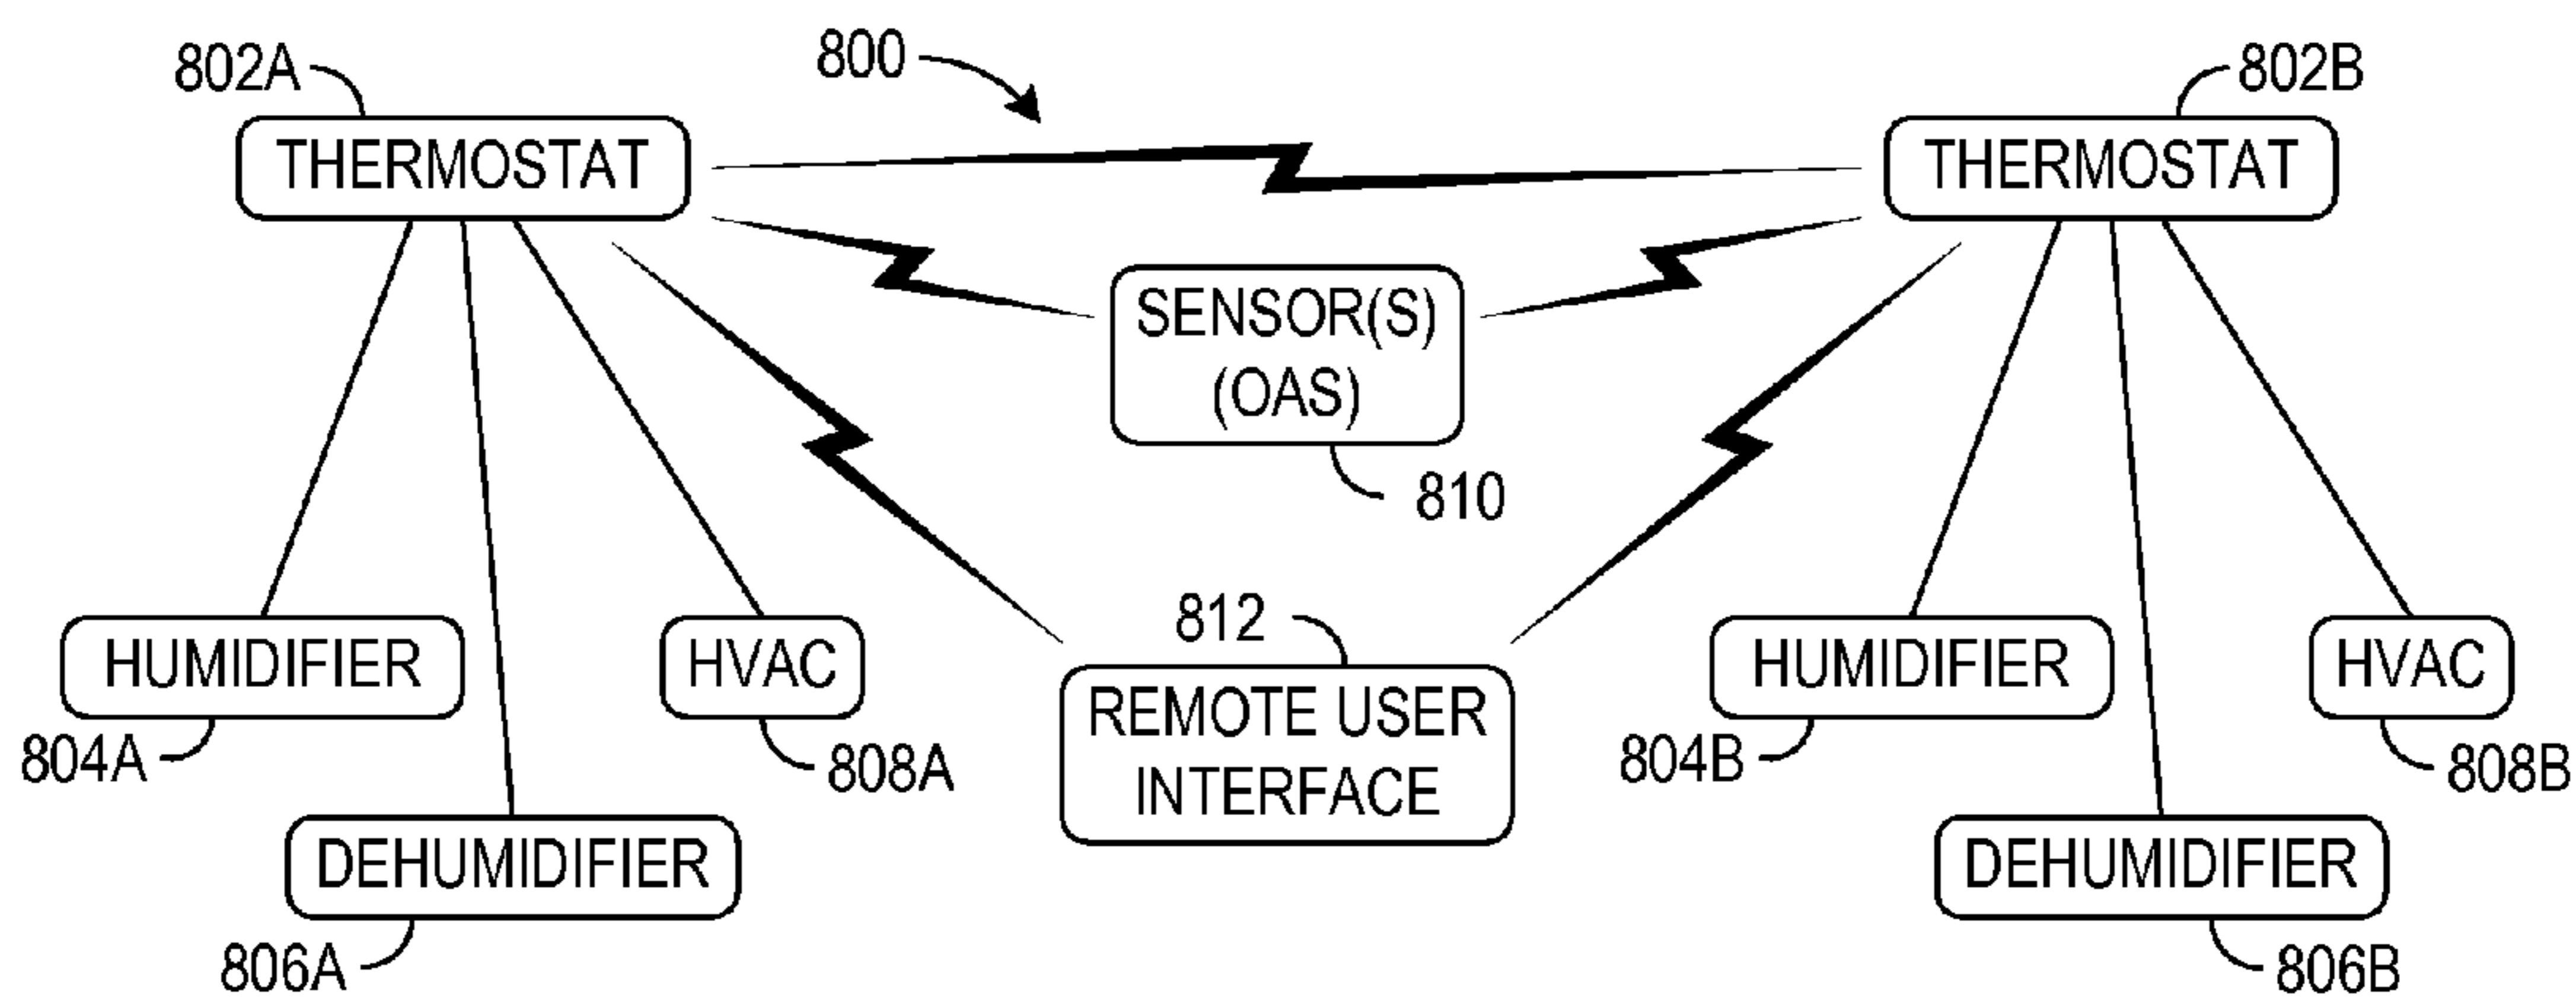 800
802A
802B
THERMOSTAT
THERMOSTAT
SENSOR(S)
(OAS)
810
812
HUMIDIFIER
HVAC
REMOTE USER
INTERFACE
HUMIDIFIER
HVAC
804A
808A
804B
808B
DEHUMIDIFIER
DEHUMIDIFIER
806A
806B